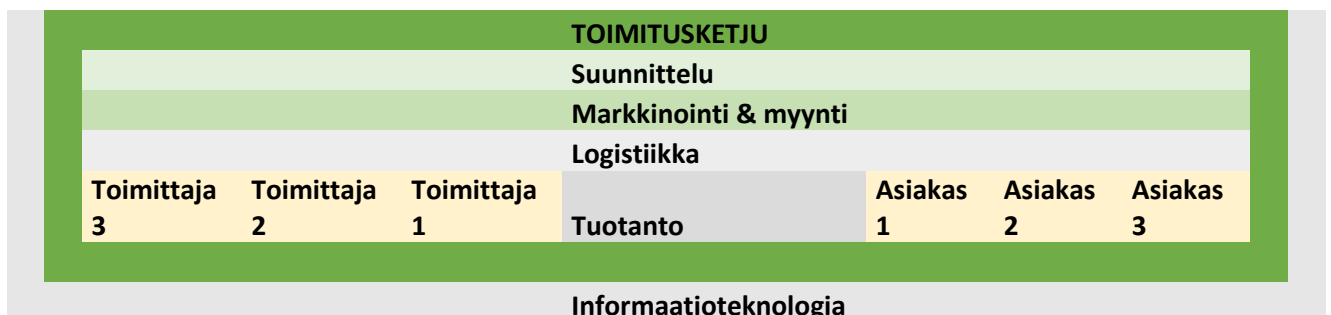 TOIMITUSKETJU
Suunnittelu
Markkinointi & myynti
Logistiikka
Toimittaja 3 Toimittaja 2 Toimittaja 1 Tuotanto Asiakas 1 Asiakas 2 Asiakas 3
Informaatioteknologia